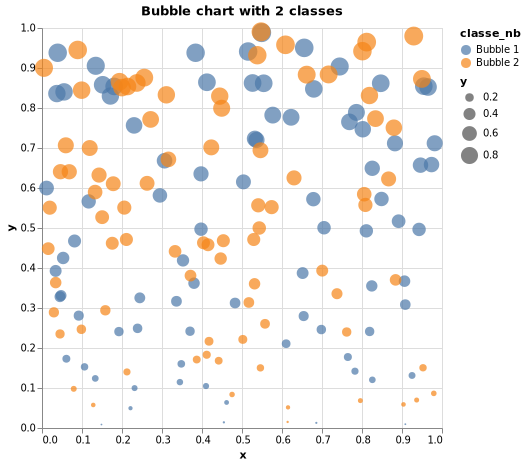 Bubble chart with 2 classes
1.0
0.9
0.8
0.7
0.6
0.5
0.4
0.3
0.2
0.1
0.0
y
0.0 0.1 0.2 0.3 0.4 0.5 0.6 0.7 0.8 0.9 1.0
x
classe_nb
Bubble 1
Bubble 2
y
0.2
0.4
0.6
0.8